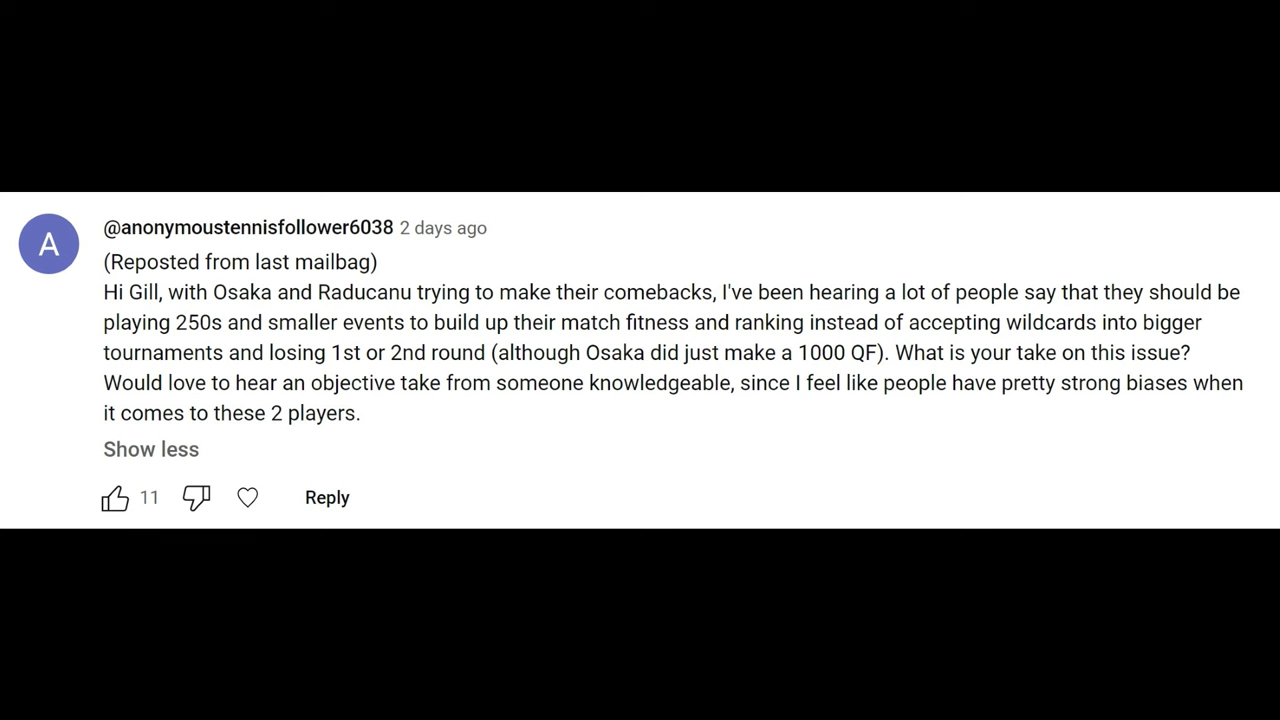 A
@anonymoustennisfollower6038 2 days ago
(Reposted from last mailbag)
Hi Gill, with Osaka and Raducanu trying to make their comebacks, I've been hearing a lot of people say that they should be
playing 250s and smaller events to build up their match fitness and ranking instead of accepting wildcards into bigger
tournaments and losing 1st or 2nd round (although Osaka did just make a 1000 QF). What is your take on this issue?
Would love to hear an objective take from someone knowledgeable, since I feel like people have pretty strong biases when
it comes to these 2 players.
Show less
11 Reply